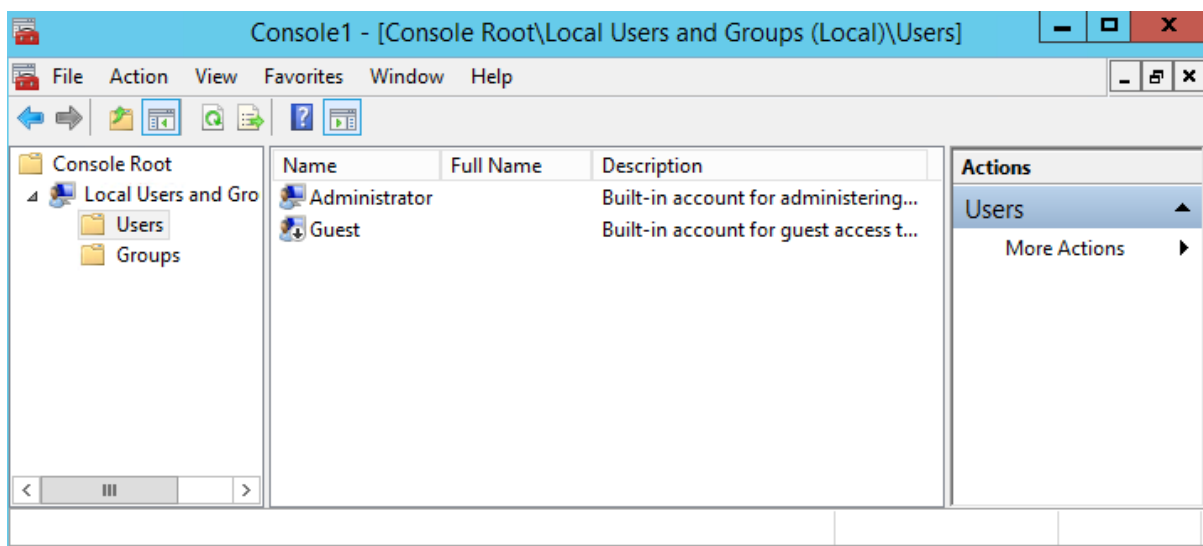 Console1 - [Console Root\Local Users and Groups (Local)\Users]
File Action View Favorites Window Help
Console Root
Local Users and Gro
Users
Groups
Name Full Name Description
Administrator Built-in account for administering...
Guest Built-in account for guest access t...
Actions
Users
More Actions